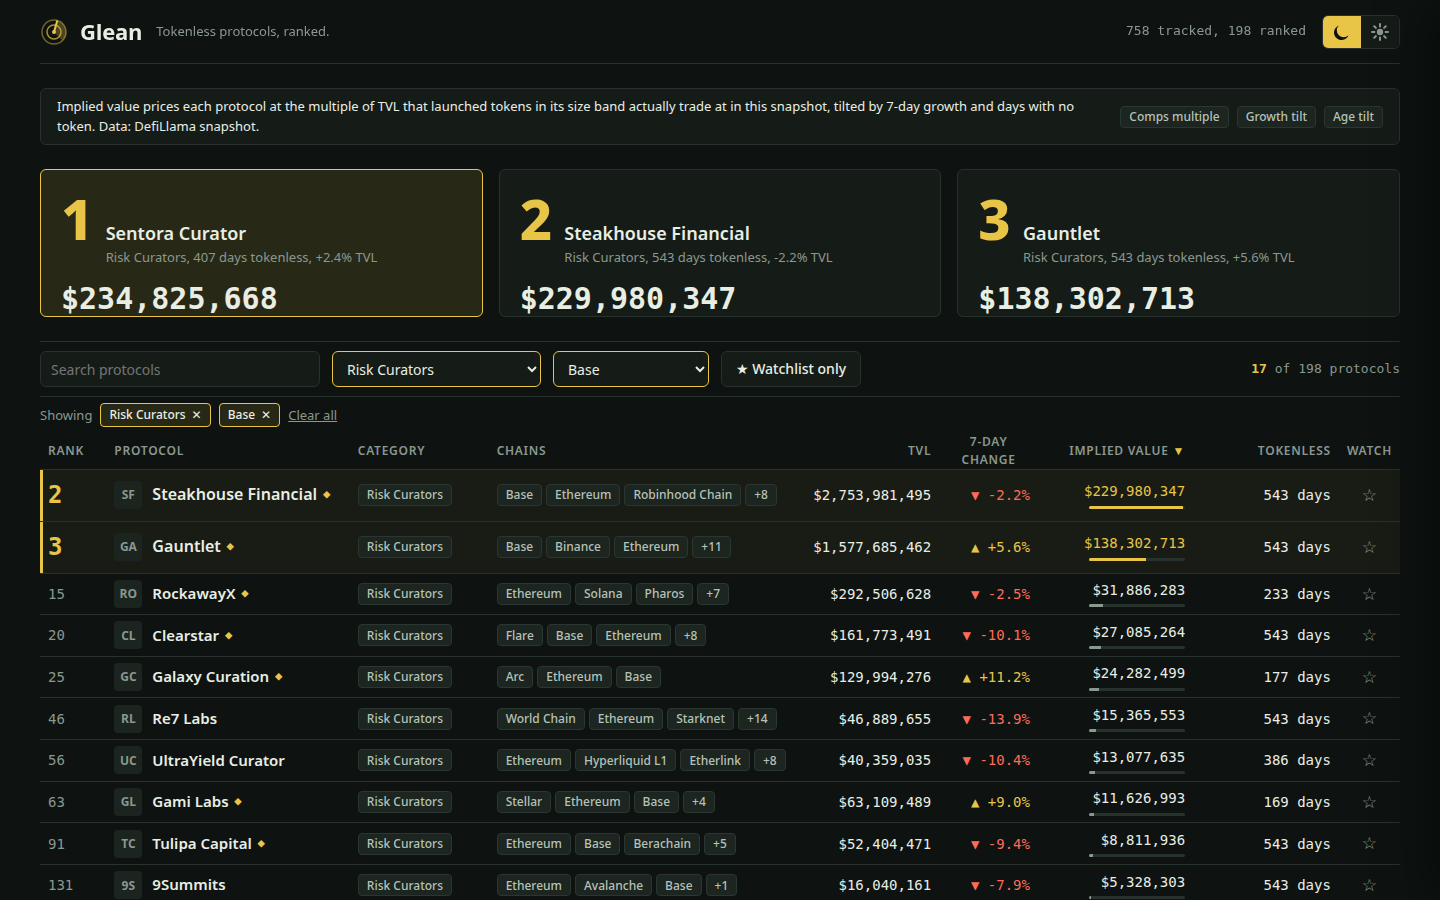 Glean Tokenless protocols, ranked. 758 tracked, 198 ranked
Implied value prices each protocol at the multiple of TVL that launched tokens in its size band actually trade at in this snapshot, tilted by 7-day growth and days with no
token. Data: DefiLlama snapshot.
Comps multiple Growth tilt Age tilt
1 Sentora Curator
Risk Curators, 407 days tokenless, +2.4% TVL
$234,825,668
2 Steakhouse Financial
Risk Curators, 543 days tokenless, -2.2% TVL
$229,980,347
3 Gauntlet
Risk Curators, 543 days tokenless, +5.6% TVL
$138,302,713
Search protocols Risk Curators Base ★ Watchlist only 17 of 198 protocols
Showing Risk Curators ✕ Base ✕ Clear all
RANK PROTOCOL CATEGORY CHAINS TVL 7-DAY CHANGE IMPLIED VALUE ▼ TOKENLESS WATCH
2 SF Steakhouse Financial ◆ Risk Curators Base Ethereum Robinhood Chain +8 $2,753,981,495 ▼ -2.2% $229,980,347 543 days ☆
3 GA Gauntlet ◆ Risk Curators Base Binance Ethereum +11 $1,577,685,462 ▲ +5.6% $138,302,713 543 days ☆
15 RO RockawayX ◆ Risk Curators Ethereum Solana Pharos +7 $292,506,628 ▼ -2.5% $31,886,283 233 days ☆
20 CL Clearstar ◆ Risk Curators Flare Base Ethereum +8 $161,773,491 ▼ -10.1% $27,085,264 543 days ☆
25 GC Galaxy Curation ◆ Risk Curators Arc Ethereum Base $129,994,276 ▲ +11.2% $24,282,499 177 days ☆
46 RL Re7 Labs Risk Curators World Chain Ethereum Starknet +14 $46,889,655 ▼ -13.9% $15,365,553 543 days ☆
56 UC UltraYield Curator Risk Curators Ethereum Hyperliquid L1 Etherlink +8 $40,359,035 ▼ -10.4% $13,077,635 386 days ☆
63 GL Gami Labs ◆ Risk Curators Stellar Ethereum Base +4 $63,109,489 ▲ +9.0% $11,626,993 169 days ☆
91 TC Tulipa Capital ◆ Risk Curators Ethereum Base Berachain +5 $52,404,471 ▼ -9.4% $8,811,936 543 days ☆
131 9S 9Summits Risk Curators Ethereum Avalanche Base +1 $16,040,161 ▼ -7.9% $5,328,303 543 days ☆